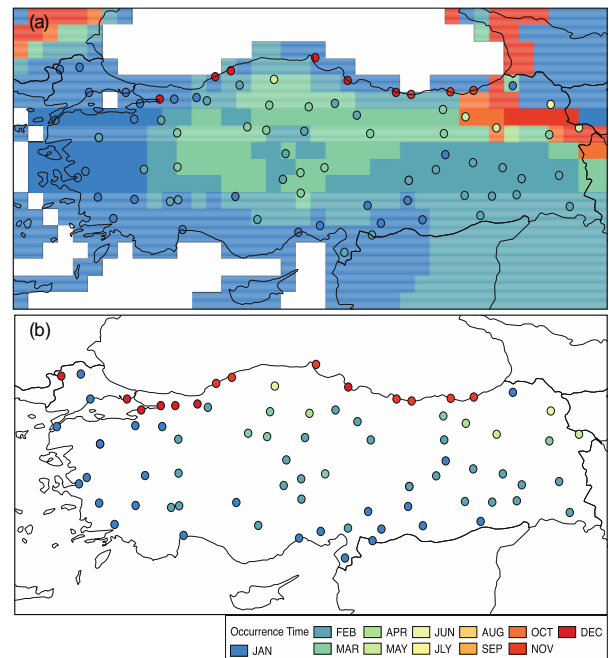 (a)
(b)
Occurrence Time FEB APR JUN AUG OCT DEC
JAN MAR MAY JLY SEP NOV